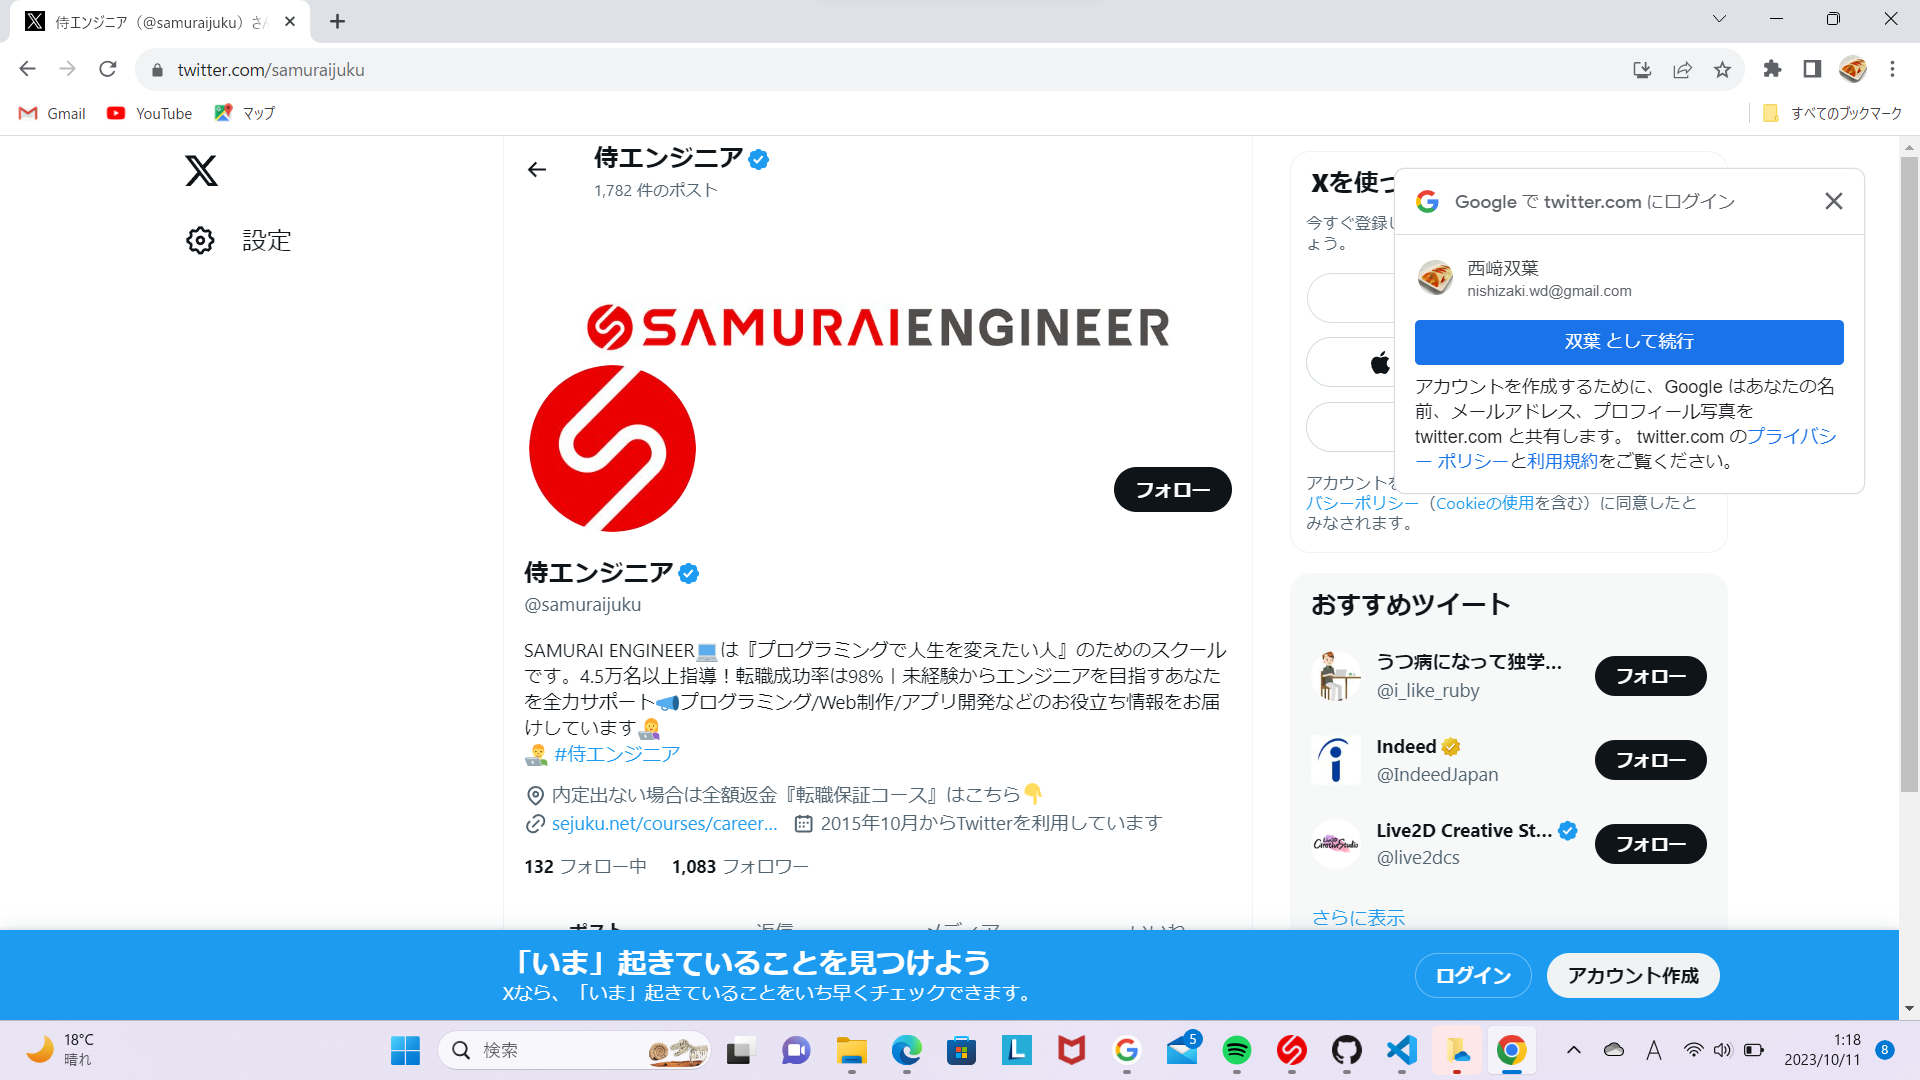 侍エンジニア（@samuraijuku）さん
twitter.com/samuraijuku
Gmail
YouTube
マップ
すべてのブックマーク
設定
侍エンジニア
1,782 件のポスト
SAMURAIENGINEER
フォロー
侍エンジニア
@samuraijuku
SAMURAI ENGINEER💻は『プログラミングで人生を変えたい人』のためのスクール
です。4.5万名以上指導！転職成功率は98%｜未経験からエンジニアを目指すあなた
を全力サポート📣プログラミング/Web制作/アプリ開発などのお役立ち情報をお届
けしています👩‍💻
👨‍💻 #侍エンジニア
内定出ない場合は全額返金『転職保証コース』はこちら👇
sejuku.net/courses/career… 2015年10月からTwitterを利用しています
132 フォロー中 1,083 フォロワー
ポスト 返信 メディア いいね
Xを使っ
今すぐ登録し
ょう。
アカウントを
バシーポリシー（Cookieの使用を含む）に同意したと
みなされます。
Google で twitter.com にログイン
西﨑双葉
nishizaki.wd@gmail.com
双葉 として続行
アカウントを作成するために、Google はあなたの名
前、メールアドレス、プロフィール写真を
twitter.com と共有します。 twitter.com のプライバシ
ー ポリシーと利用規約をご覧ください。
おすすめツイート
うつ病になって独学…
@i_like_ruby
フォロー
Indeed
@IndeedJapan
フォロー
Live2D Creative St…
@live2dcs
フォロー
さらに表示
「いま」起きていることを見つけよう
Xなら、「いま」起きていることをいち早くチェックできます。
ログイン
アカウント作成
18°C
晴れ
検索
5
A
1:18
2023/10/11
8